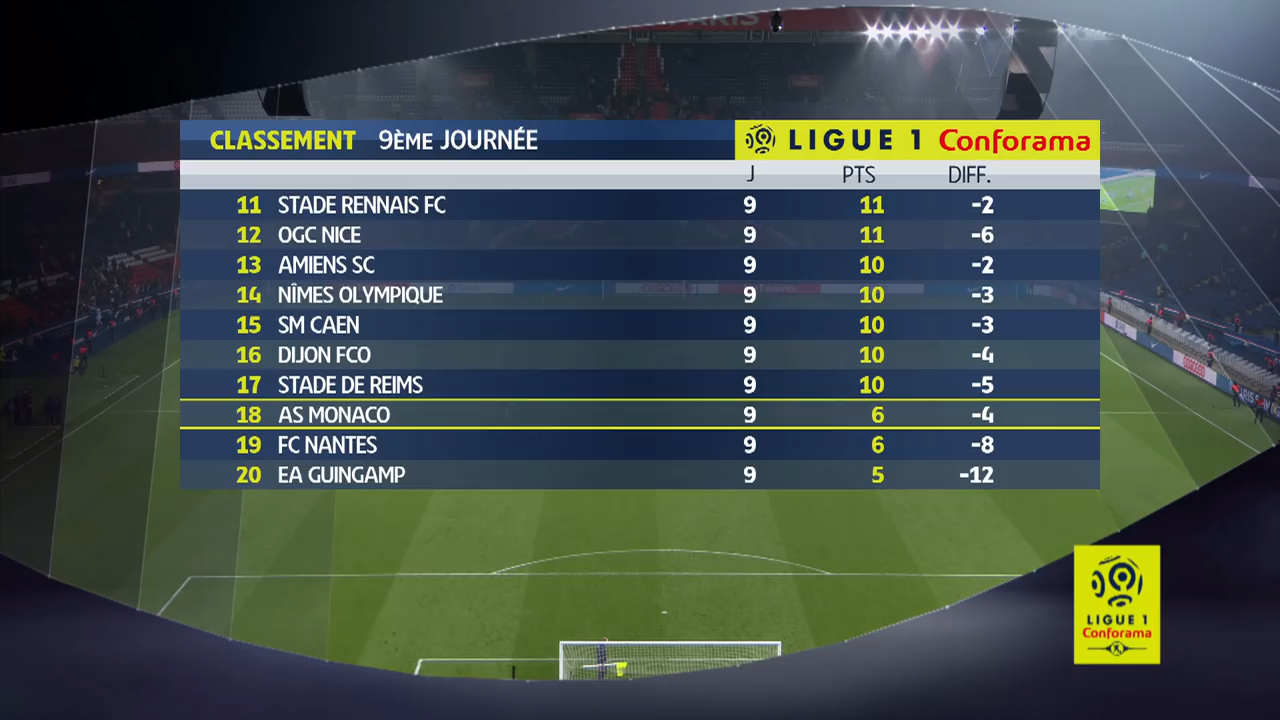 PARIS
CLASSEMENT 9ÈME JOURNÉE LIGUE 1 Conforama
J PTS DIFF.
11 STADE RENNAIS FC 9 11 -2
12 OGC NICE 9 11 -6
13 AMIENS SC 9 10 -2
14 NÎMES OLYMPIQUE 9 10 -3
15 SM CAEN 9 10 -3
16 DIJON FCO 9 10 -4
17 STADE DE REIMS 9 10 -5
18 AS MONACO 9 6 -4
19 FC NANTES 9 6 -8
20 EA GUINGAMP 9 5 -12
LIGUE 1
Conforama